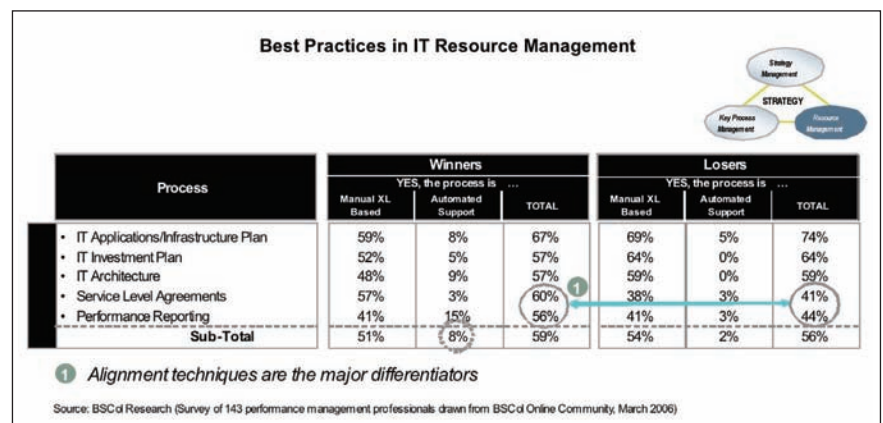 Best Practices in IT Resource Management
Strategy
Management
STRATEGY
Key Process
Management
Resource
Management
Process
Winners
Losers
YES, the process is ...
YES, the process is ...
Manual XL
Based
Automated
Support
TOTAL
Manual XL
Based
Automated
Support
TOTAL
• IT Applications/Infrastructure Plan 59% 8% 67% 69% 5% 74%
• IT Investment Plan 52% 5% 57% 64% 0% 64%
• IT Architecture 48% 9% 57% 59% 0% 59%
• Service Level Agreements 57% 3% 60% 1 38% 3% 41%
• Performance Reporting 41% 15% 56% 41% 3% 44%
Sub-Total 51% 8% 59% 54% 2% 56%
1 Alignment techniques are the major differentiators
Source: BSCol Research (Survey of 143 performance management professionals drawn from BSCol Online Community, March 2006)